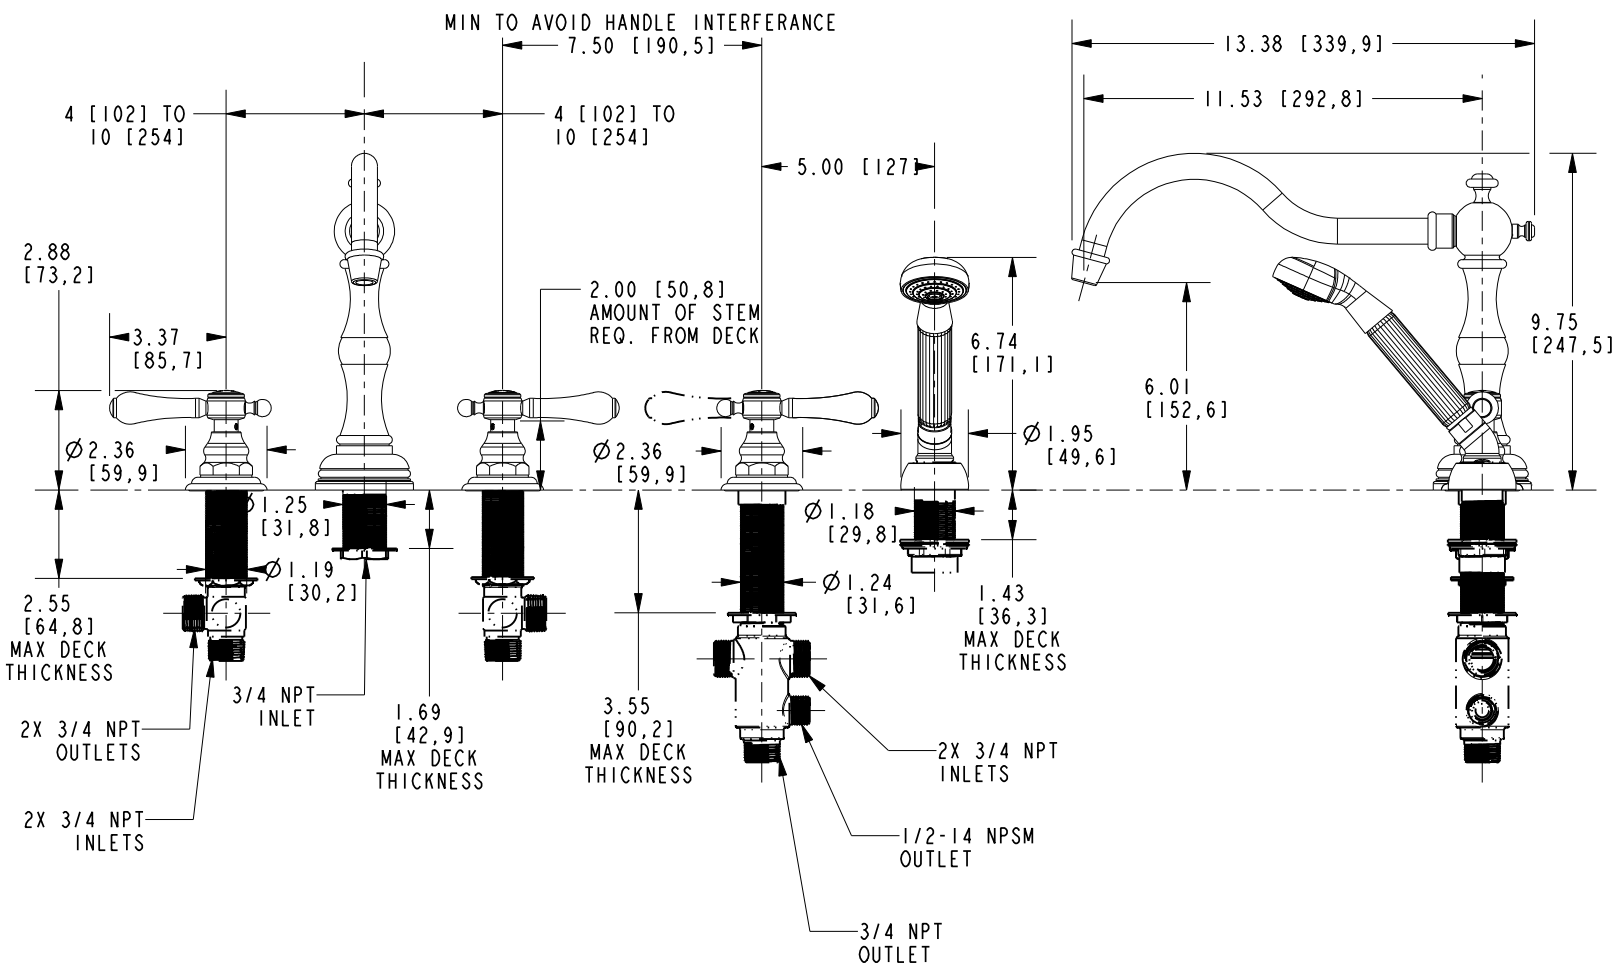 MIN TO AVOID HANDLE INTERFERANCE
7.50 [190,5]
13.38 [339,9]
11.53 [292,8]
4 [102] TO
10 [254]
4 [102] TO
10 [254]
5.00 [127]
2.88
[73,2]
3.37
[85,7]
2.00 [50,8]
AMOUNT OF STEM
REQ. FROM DECK
6.74
[171,1]
9.75
[247,5]
6.01
[152,6]
Ø2.36
[59,9]
Ø2.36
[59,9]
Ø1.95
[49,6]
Ø1.25
[31,8]
Ø1.18
[29,8]
Ø1.19
[30,2]
Ø1.24
[31,6]
2.55
[64,8]
MAX DECK
THICKNESS
1.43
[36,3]
MAX DECK
THICKNESS
3/4 NPT
INLET
1.69
[42,9]
MAX DECK
THICKNESS
3.55
[90,2]
MAX DECK
THICKNESS
2X 3/4 NPT
OUTLETS
2X 3/4 NPT
INLETS
2X 3/4 NPT
INLETS
1/2-14 NPSM
OUTLET
3/4 NPT
OUTLET